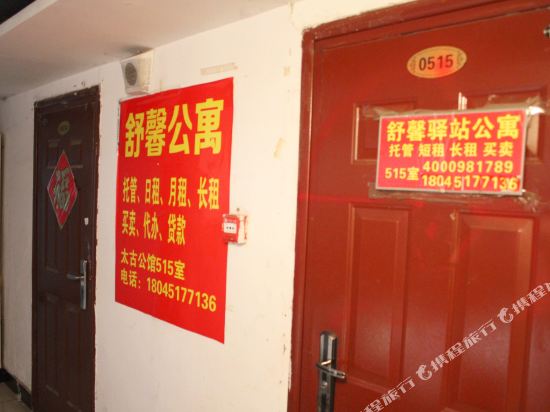 舒馨公寓
托管、日租、月租、长租
买卖、代办、贷款
太古公馆515室
电话：18045177136
福
0515
舒馨驿站公寓
托管 短租 长租 买卖
515室 4000981789
18045177136
携程旅行
携程